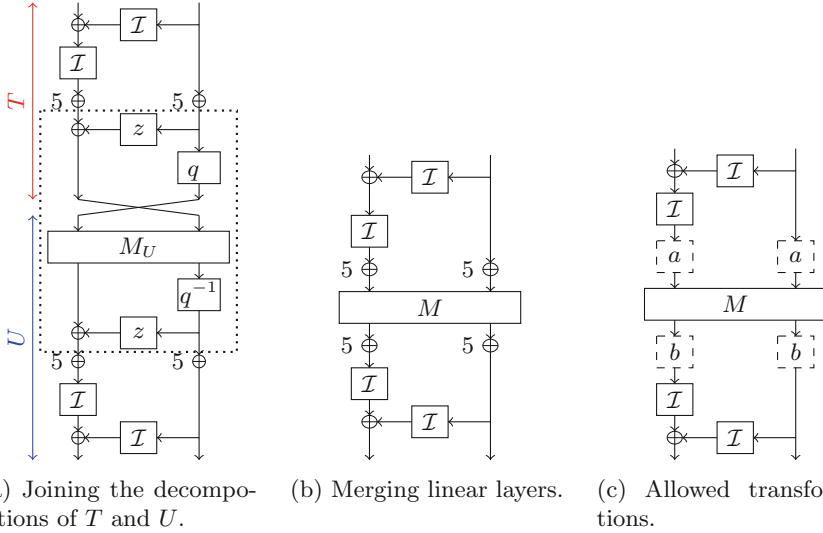 T
U
ℐ
ℐ
5
5
z
q
M_U
q⁻¹
z
5
5
ℐ
ℐ
ℐ
ℐ
5
5
M
5
5
ℐ
ℐ
ℐ
ℐ
a
a
M
b
b
ℐ
ℐ
) Joining the decompo-
tions of T and U.
(b) Merging linear layers.
(c) Allowed transfo
tions.